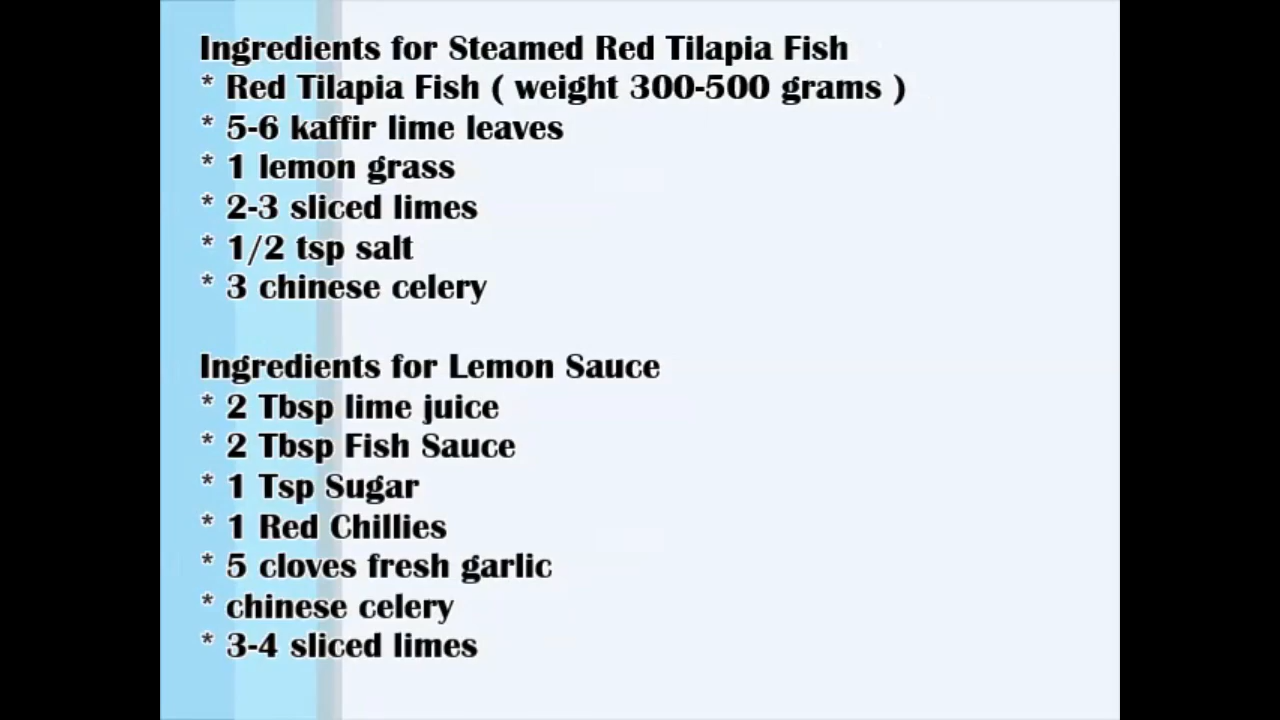 Ingredients for Steamed Red Tilapia Fish
* Red Tilapia Fish ( weight 300-500 grams )
* 5-6 kaffir lime leaves
* 1 lemon grass
* 2-3 sliced limes
* 1/2 tsp salt
* 3 chinese celery
Ingredients for Lemon Sauce
* 2 Tbsp lime juice
* 2 Tbsp Fish Sauce
* 1 Tsp Sugar
* 1 Red Chillies
* 5 cloves fresh garlic
* chinese celery
* 3-4 sliced limes